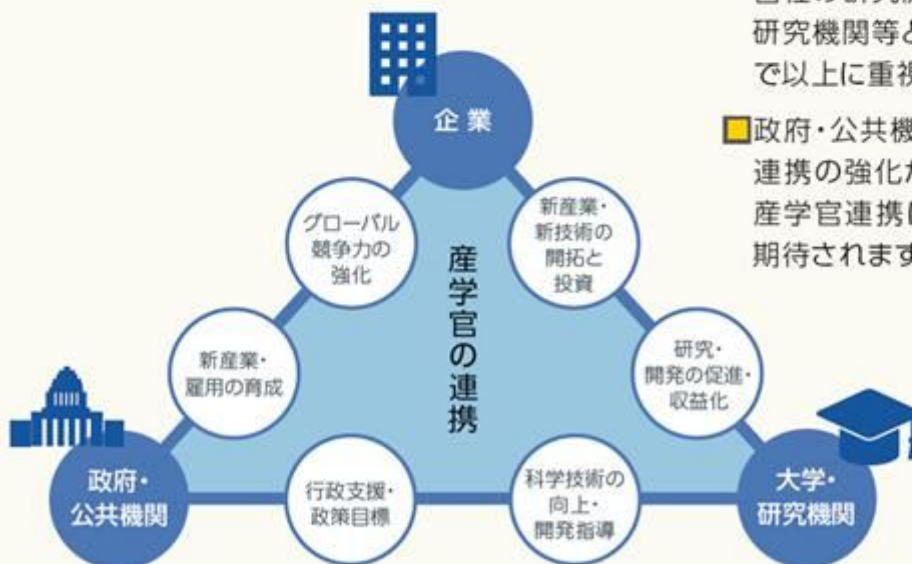 研究機関等と
で以上に重視
政府・公共機
連携の強化が
産学官連携に
期待されます
企業
グローバル
競争力の
強化
新産業・
新技術の
開拓と
投資
産学官の連携
新産業・
雇用の育成
研究・
開発の促進・
収益化
政府・
公共機関
行政支援・
政策目標
科学技術の
向上・
開発指導
大学・
研究機関